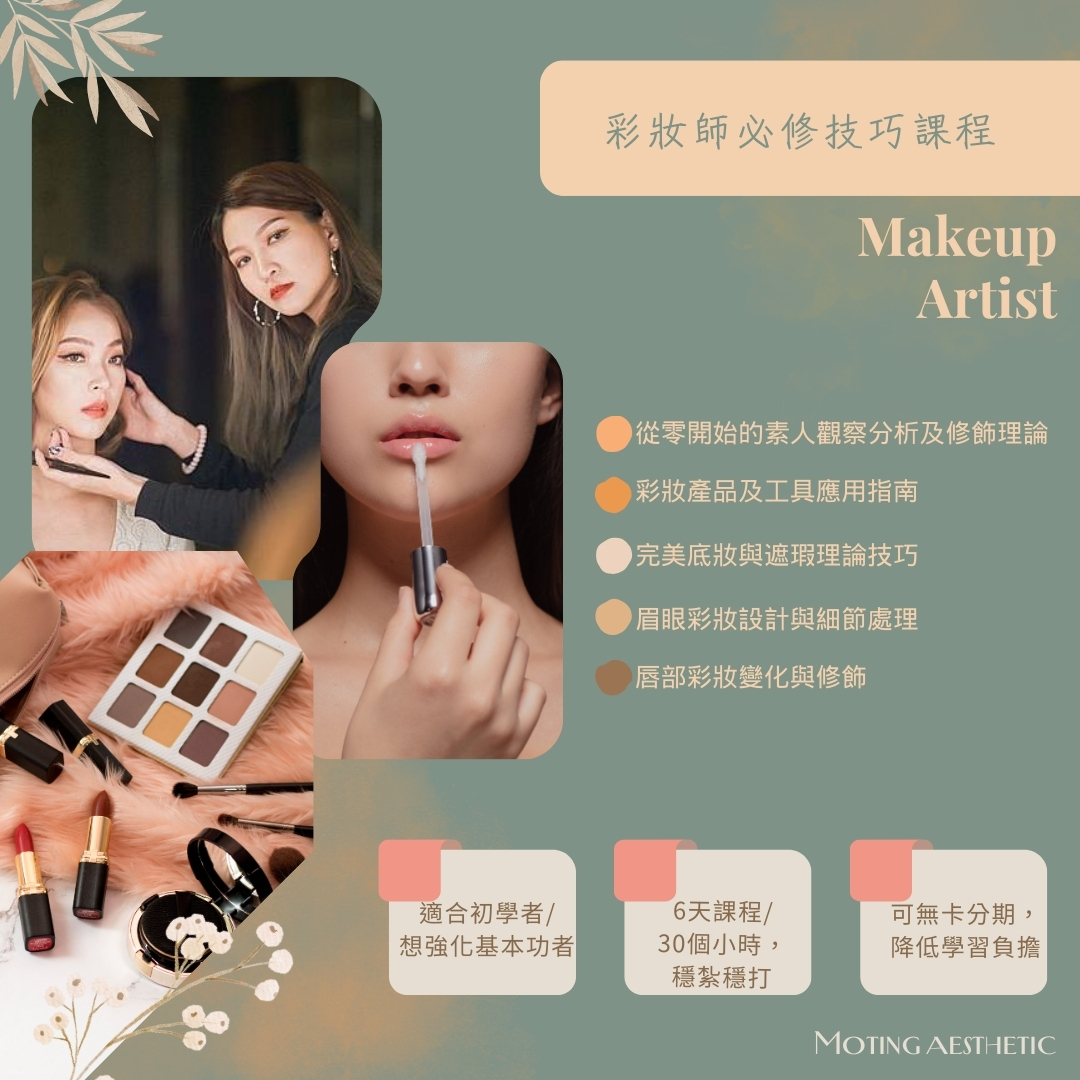 彩妝師必修技巧課程
Makeup
Artist
從零開始的素人觀察分析及修飾理論
彩妝產品及工具應用指南
完美底妝與遮瑕理論技巧
眉眼彩妝設計與細節處理
唇部彩妝變化與修飾
適合初學者/
想強化基本功者
6天課程/
30個小時，
穩紮穩打
可無卡分期，
降低學習負擔
MOTING AESTHETIC